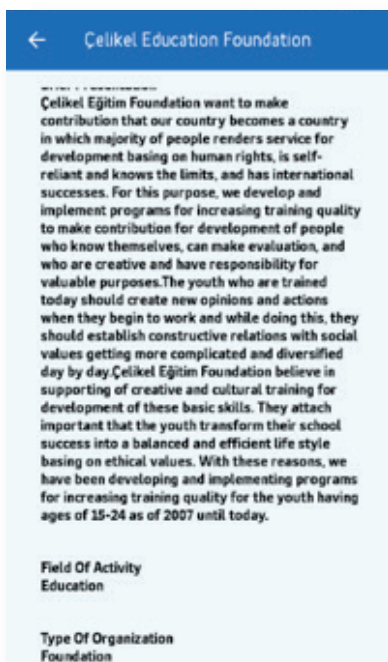 Çelikel Education Foundation
Çelikel Eğitim Foundation want to make
contribution that our country becomes a country
in which majority of people renders service for
development basing on human rights, is self-
reliant and knows the limits, and has international
successes. For this purpose, we develop and
implement programs for increasing training quality
to make contribution for development of people
who know themselves, can make evaluation, and
who are creative and have responsibility for
valuable purposes.The youth who are trained
today should create new opinions and actions
when they begin to work and while doing this, they
should establish constructive relations with social
values getting more complicated and diversified
day by day.Çelikel Eğitim Foundation believe in
supporting of creative and cultural training for
development of these basic skills. They attach
important that the youth transform their school
success into a balanced and efficient life style
basing on ethical values. With these reasons, we
have been developing and implementing programs
for increasing training quality for the youth having
ages of 15-24 as of 2007 until today.
Field Of Activity
Education
Type Of Organization
Foundation